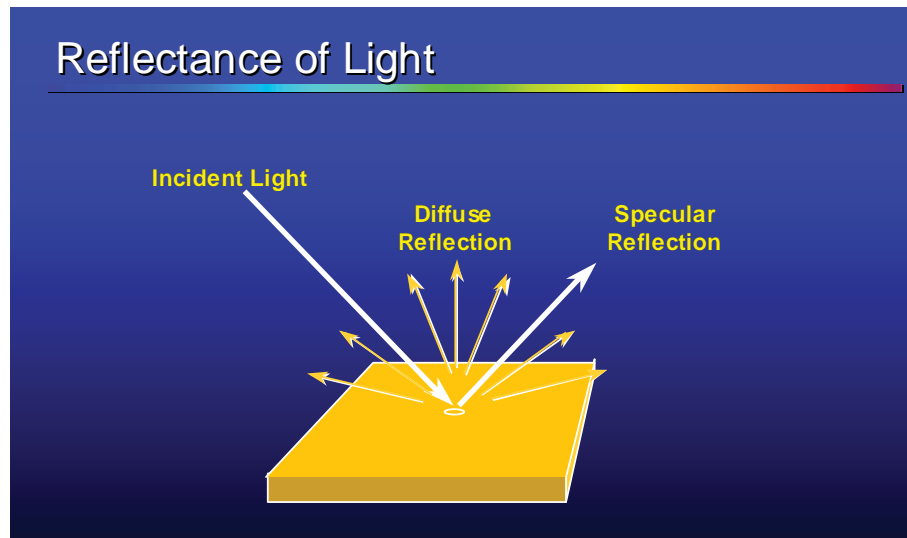 Reflectance of Light
Incident Light
Diffuse
Reflection
Specular
Reflection